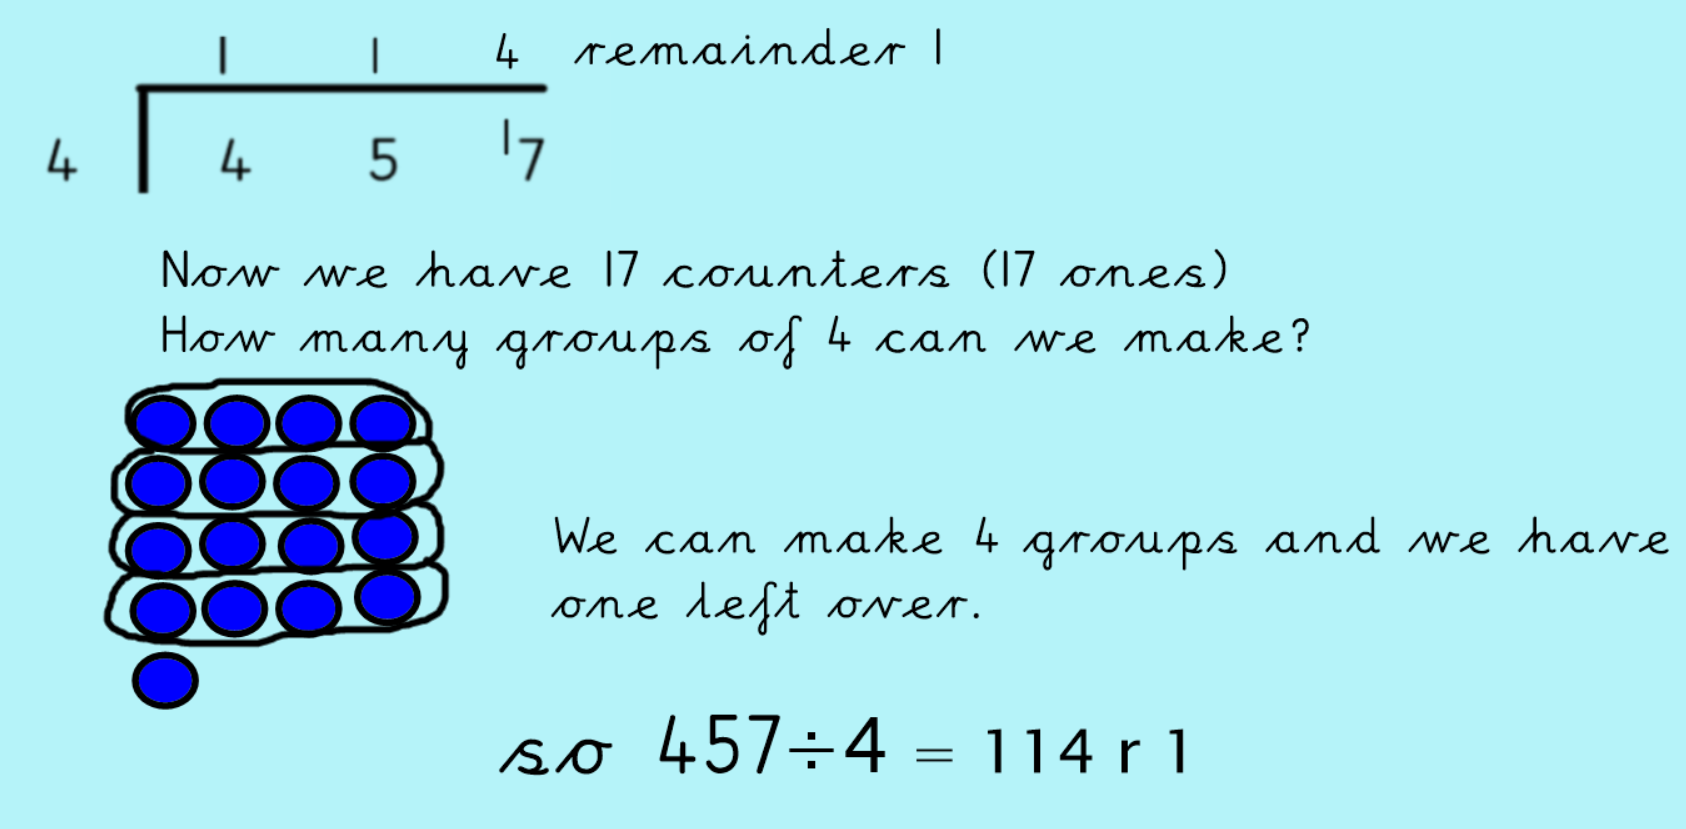 1 1 4 remainder 1
4 4 5 17
Now we have 17 counters (17 ones)
How many groups of 4 can we make?
We can make 4 groups and we have
one left over.
so 457÷4 = 114 r 1